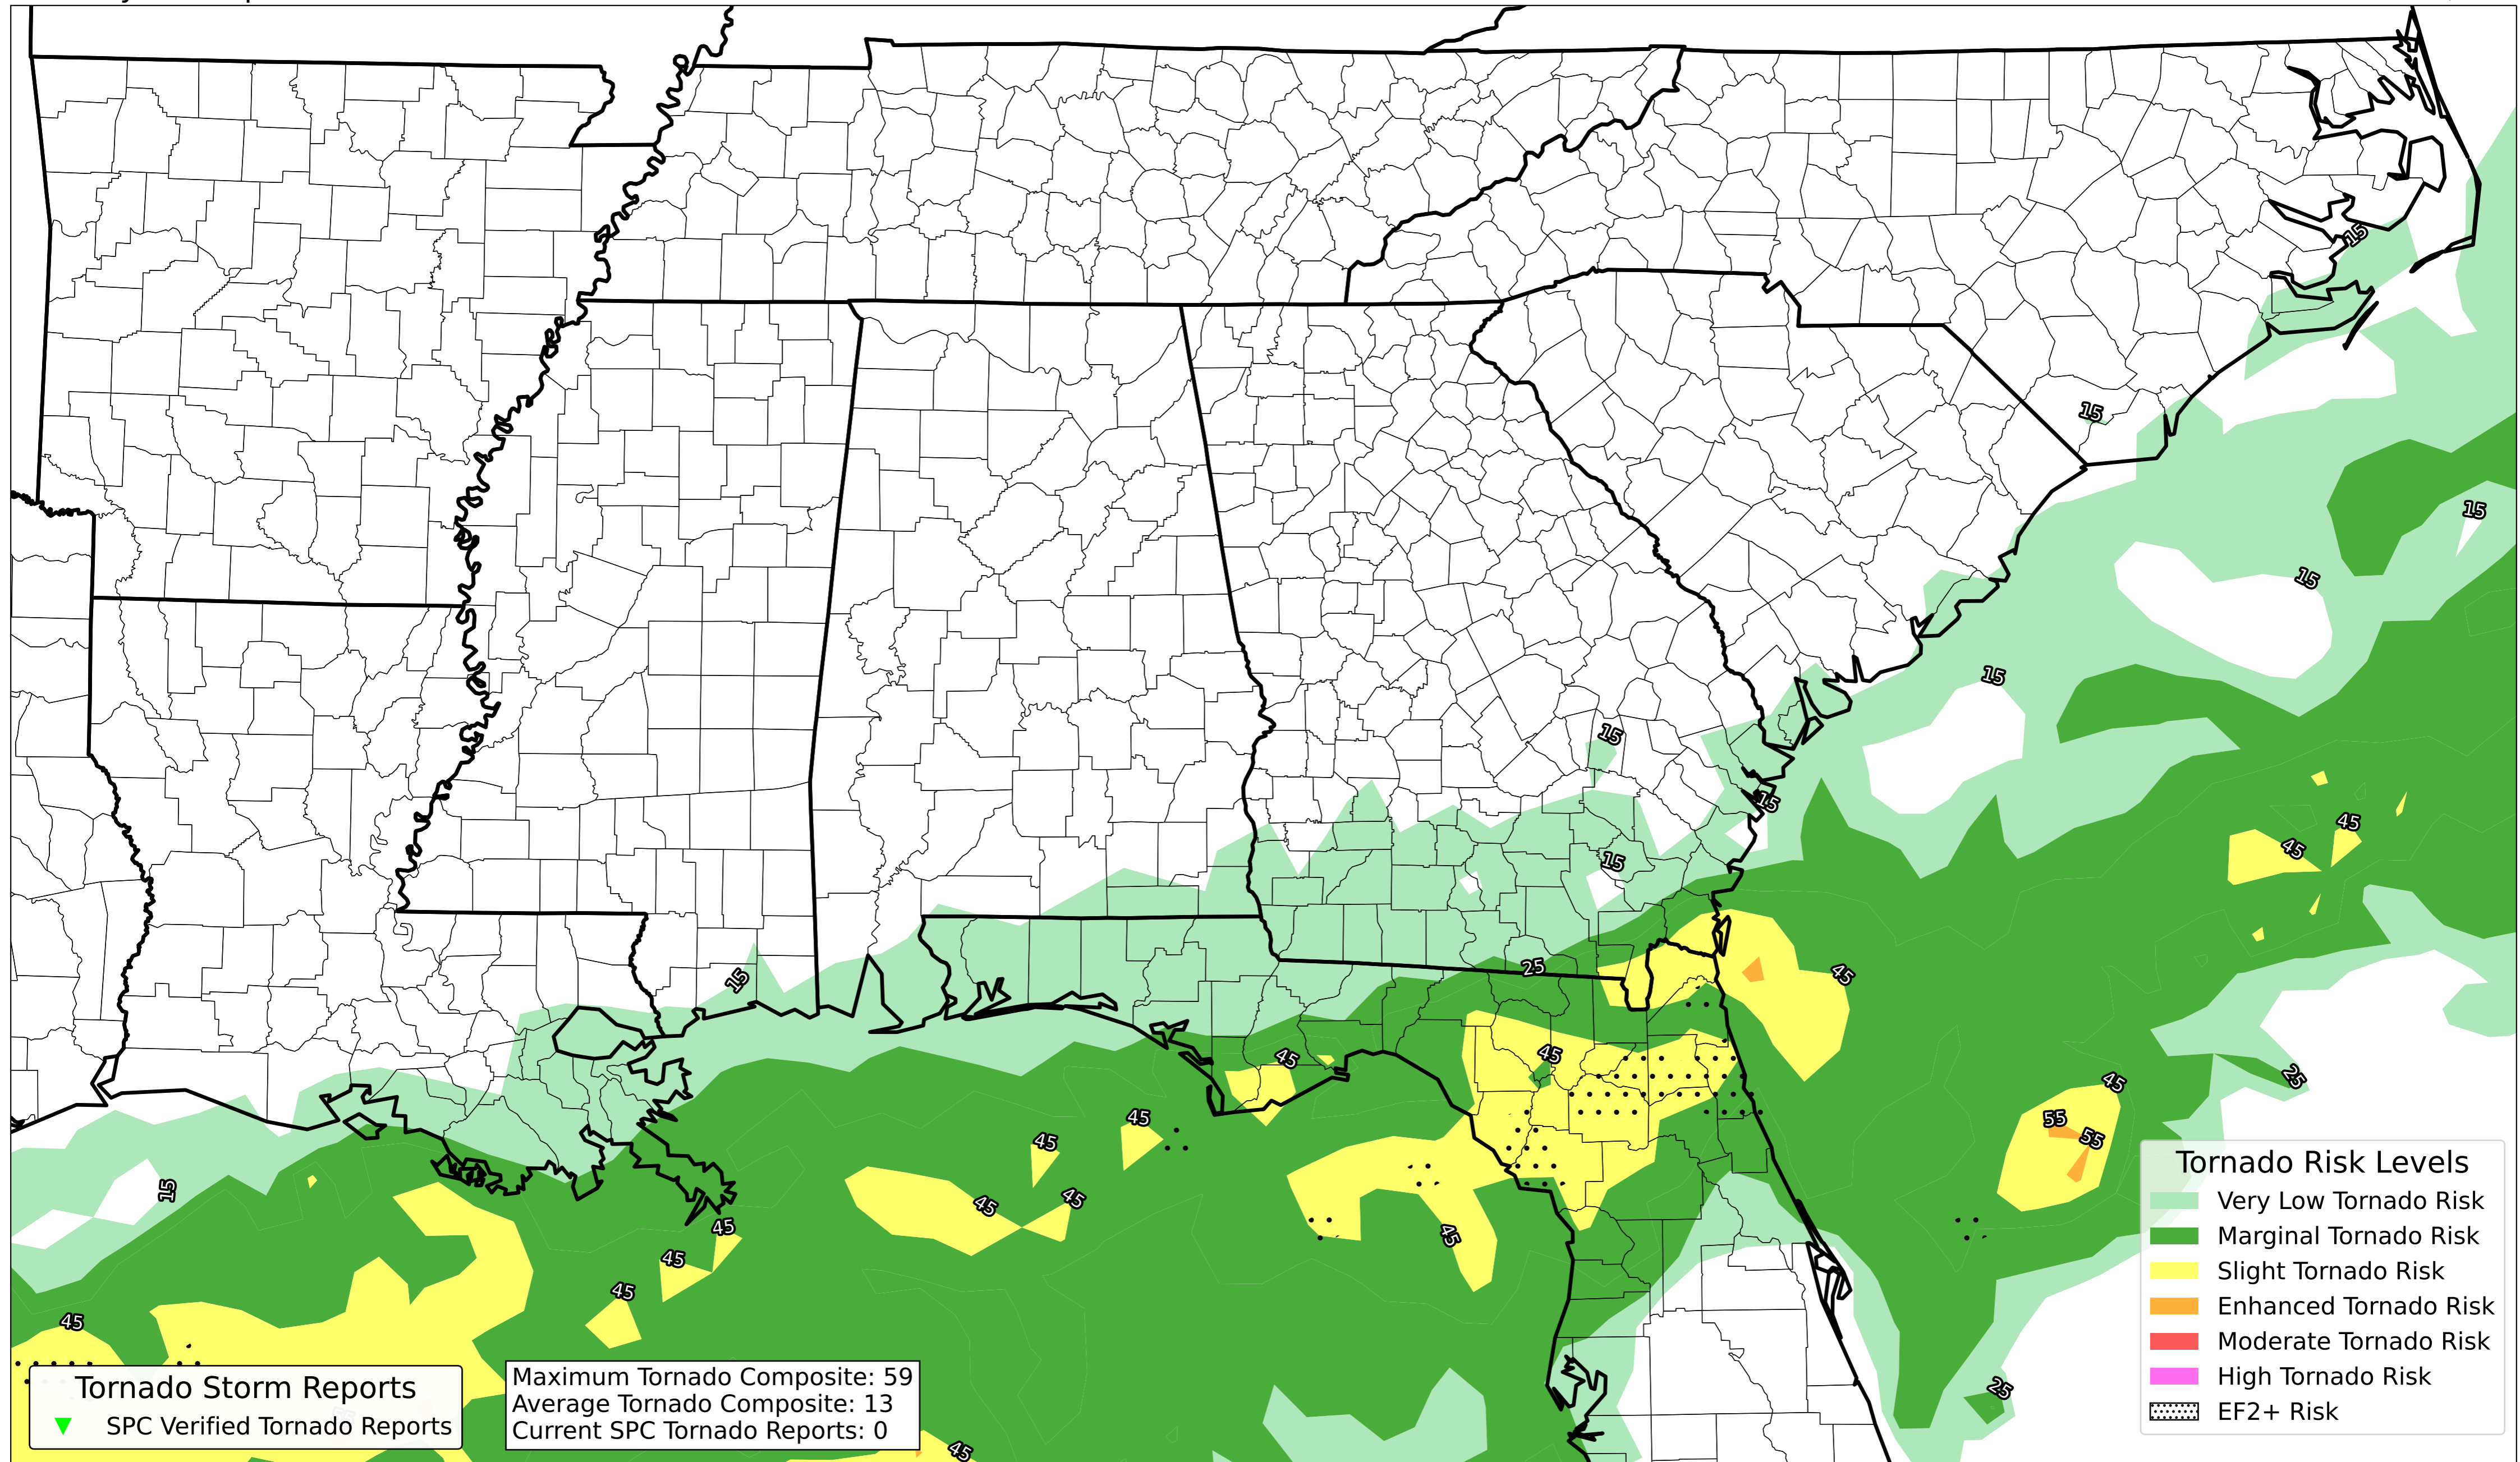 15
15
15
15
15
15
15
15
45
15
45
15
25
45
45
45
45
25
45
55
45
55
15
45
45
45
45
45
45
45
45
25
45
Tornado Risk Levels
Very Low Tornado Risk
Marginal Tornado Risk
Slight Tornado Risk
Enhanced Tornado Risk
Moderate Tornado Risk
High Tornado Risk
EF2+ Risk
Tornado Storm Reports
SPC Verified Tornado Reports
Maximum Tornado Composite: 59
Average Tornado Composite: 13
Current SPC Tornado Reports: 0